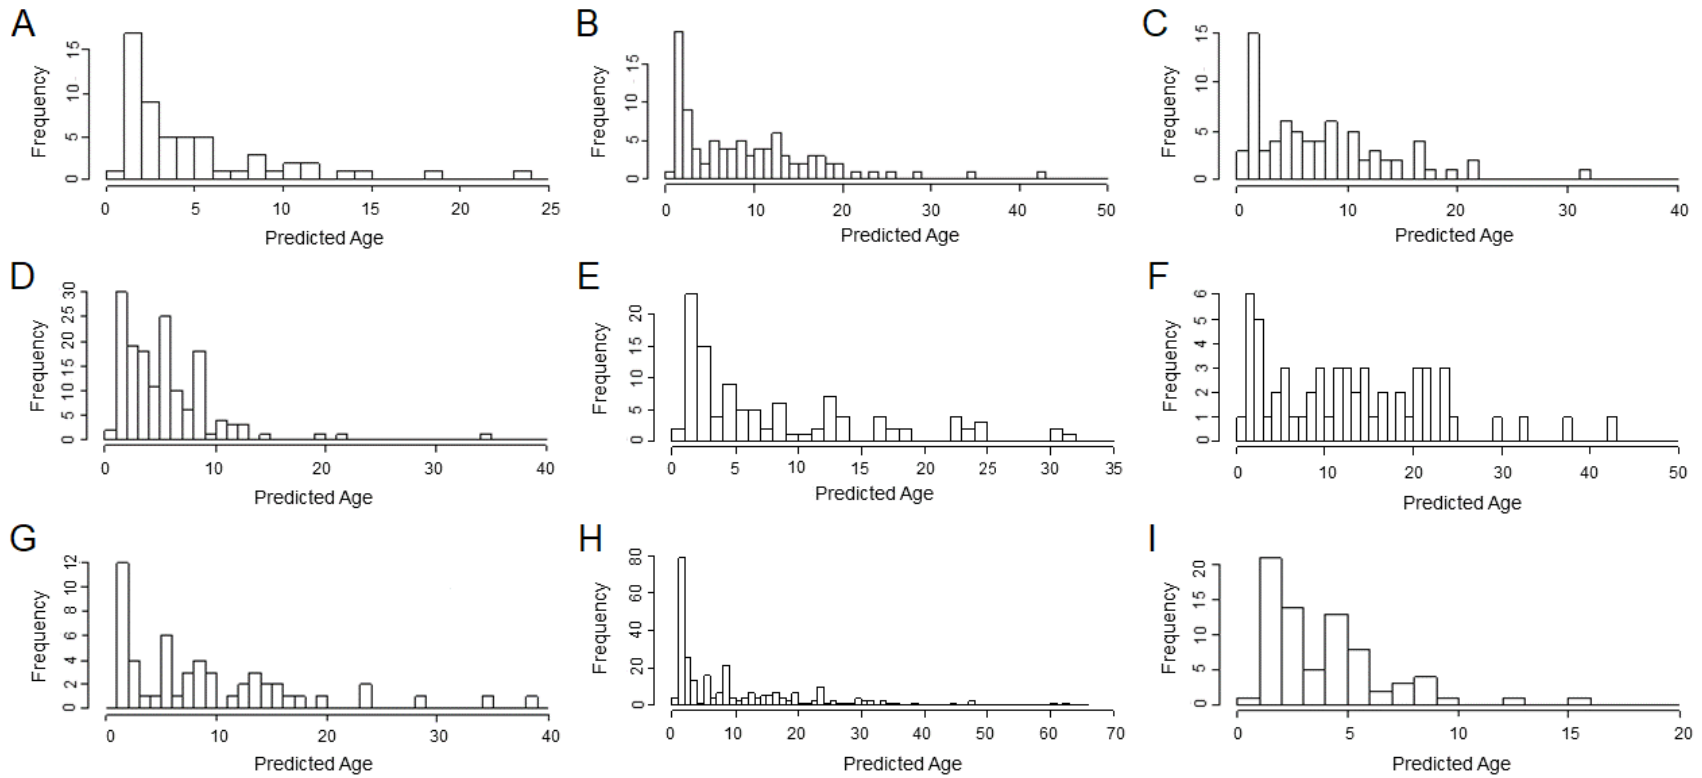 A
Frequency
0 5 10 15
0 5 10 15 20 25
Predicted Age
B
Frequency
0 5 10 15
0 10 20 30 40 50
Predicted Age
C
Frequency
0 5 10 15
0 10 20 30 40
Predicted Age
D
Frequency
0 5 10 15 20 25 30
0 10 20 30 40
Predicted Age
E
Frequency
0 5 10 15 20
0 5 10 15 20 25 30 35
Predicted Age
F
Frequency
0 1 2 3 4 5 6
0 10 20 30 40 50
Predicted Age
G
Frequency
0 2 4 6 8 10 12
0 10 20 30 40
Predicted Age
H
Frequency
0 20 40 60 80
0 10 20 30 40 50 60 70
Predicted Age
I
Frequency
0 5 10 15 20
0 5 10 15 20
Predicted Age